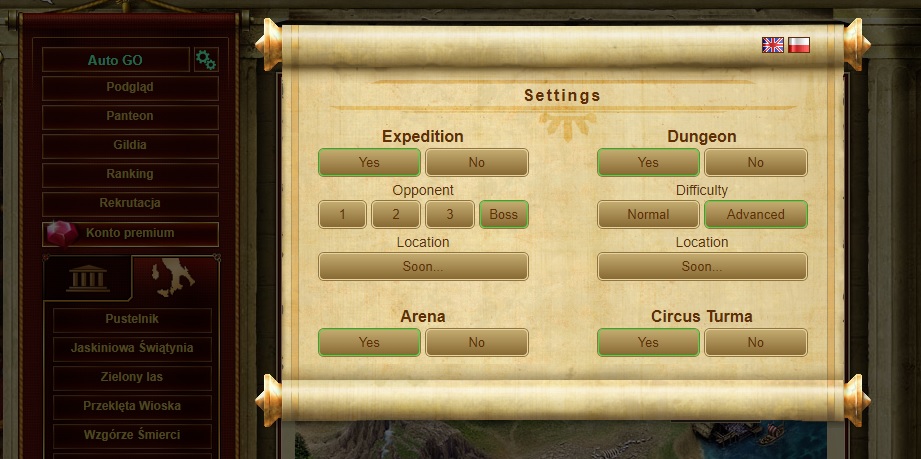 Auto GO
Podgląd
Panteon
Gildia
Ranking
Rekrutacja
Konto premium
Pustelnik
Jaskiniowa Świątynia
Zielony las
Przeklęta Wioska
Wzgórze Śmierci
Settings
Expedition
Yes No
Opponent
1 2 3 Boss
Location
Soon...
Dungeon
Yes No
Difficulty
Normal Advanced
Location
Soon...
Arena
Yes No
Circus Turma
Yes No